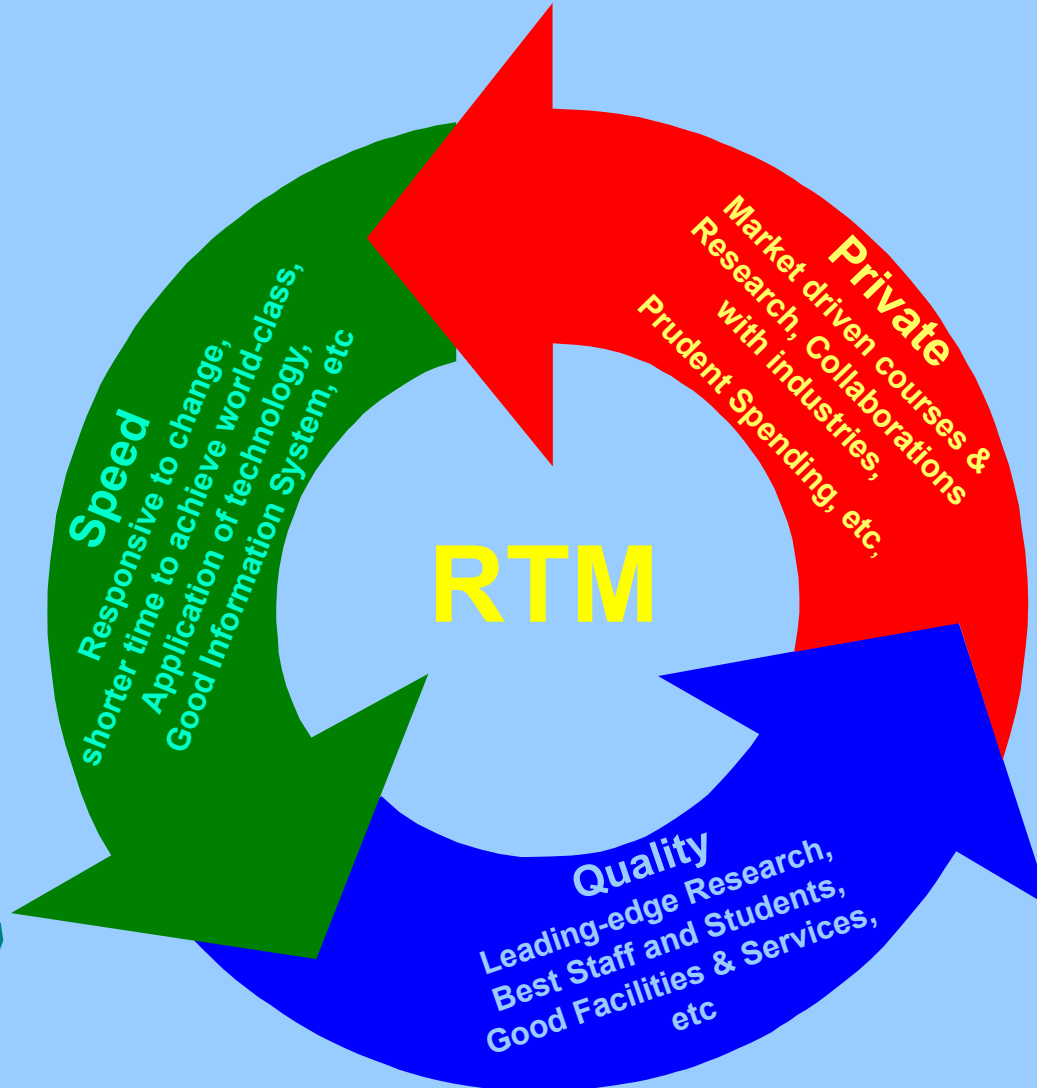 Private
Market driven courses &
Research, Collaborations
with industries,
Prudent Spending, etc,
Speed
Responsive to change,
shorter time to achieve world-class,
Application of technology,
Good Information System, etc
RTM
Quality
Leading-edge Research,
Best Staff and Students,
Good Facilities & Services,
etc